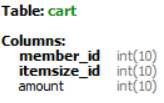 Table: cart
Columns:
member_id int(10)
itemsize_id int(10)
amount int(10)